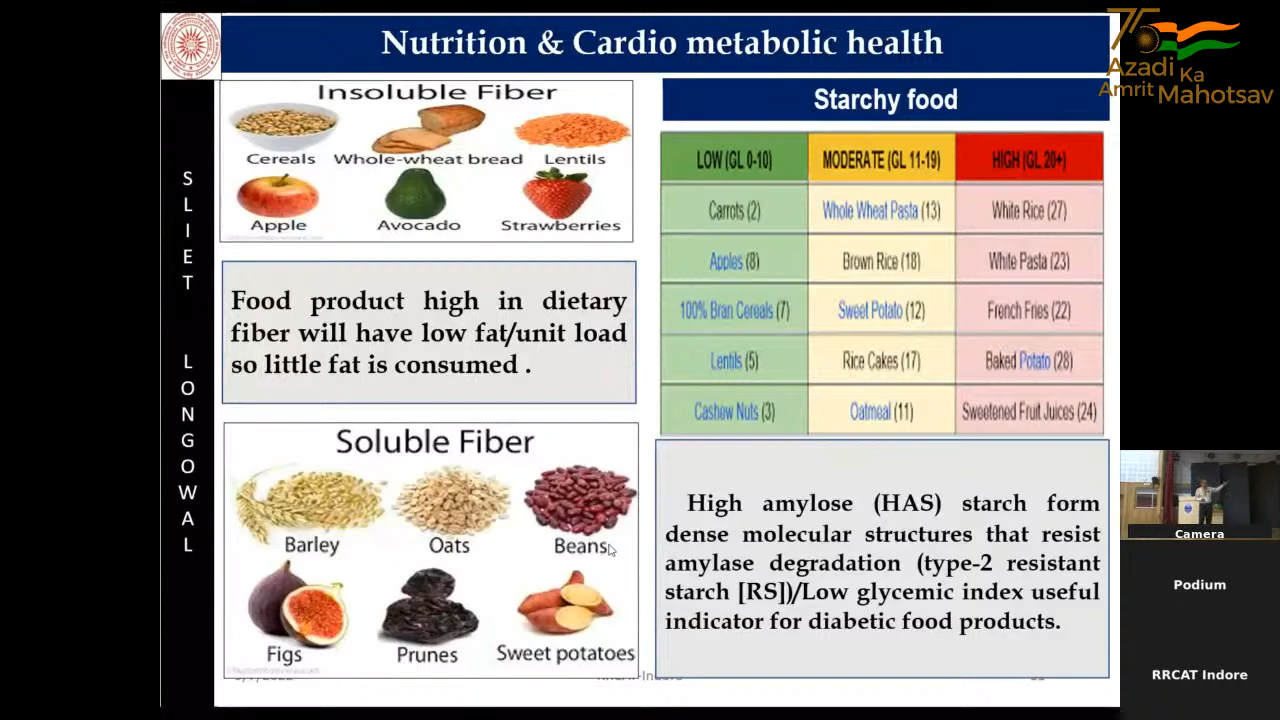 Nutrition & Cardio metabolic health
75
Azadi
Ka
Amrit Mahotsav
SLIET
LONGOWAL
Insoluble Fiber
Cereals Whole-wheat bread Lentils
Apple Avocado Strawberries
Food product high in dietary
fiber will have low fat/unit load
so little fat is consumed .
Soluble Fiber
Barley Oats Beans
Figs Prunes Sweet potatoes
Starchy food
LOW (GL 0-10) MODERATE (GL 11-19) HIGH (GL 20+)
Carrots (2) Whole Wheat Pasta (13) White Rice (27)
Apples (8) Brown Rice (18) White Pasta (23)
100% Bran Cereals (7) Sweet Potato (12) French Fries (22)
Lentils (5) Rice Cakes (17) Baked Potato (28)
Cashew Nuts (3) Oatmeal (11) Sweetened Fruit Juices (24)
High amylose (HAS) starch form
dense molecular structures that resist
amylase degradation (type-2 resistant
starch [RS])/Low glycemic index useful
indicator for diabetic food products.
RRCAT-Indore
Camera
Podium
RRCAT Indore